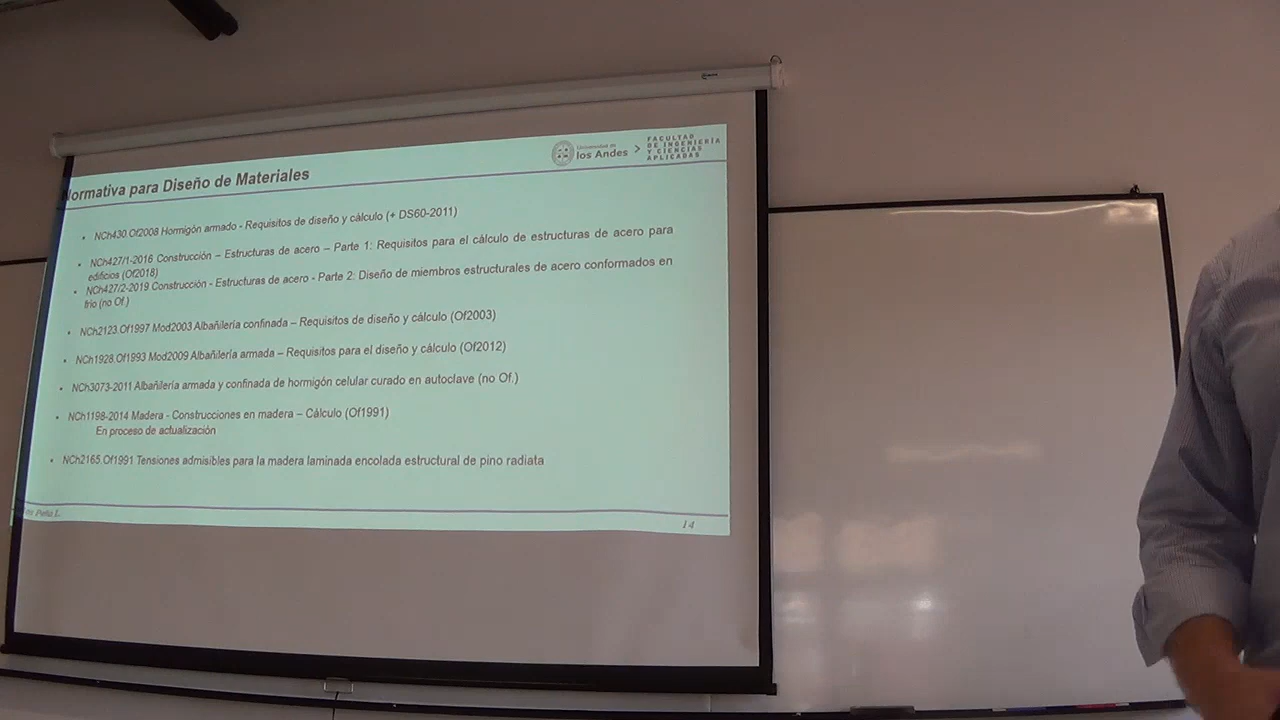 Universidad de
los Andes >
FACULTAD
DE INGENIERÍA
Y CIENCIAS
APLICADAS
Normativa para Diseño de Materiales
• NCh430.Of2008 Hormigón armado - Requisitos de diseño y cálculo (+ DS60-2011)
• NCh427/1-2016 Construcción – Estructuras de acero – Parte 1: Requisitos para el cálculo de estructuras de acero para
edificios (Of2018)
• NCh427/2-2019 Construcción - Estructuras de acero - Parte 2: Diseño de miembros estructurales de acero conformados en
frío (no Of.)
• NCh2123.Of1997 Mod2003 Albañilería confinada – Requisitos de diseño y cálculo (Of2003)
• NCh1928.Of1993 Mod2009 Albañilería armada – Requisitos para el diseño y cálculo (Of2012)
• NCh3073-2011 Albañilería armada y confinada de hormigón celular curado en autoclave (no Of.)
• NCh1198-2014 Madera - Construcciones en madera – Cálculo (Of1991)
En proceso de actualización
• NCh2165.Of1991 Tensiones admisibles para la madera laminada encolada estructural de pino radiata
Peña L.
14